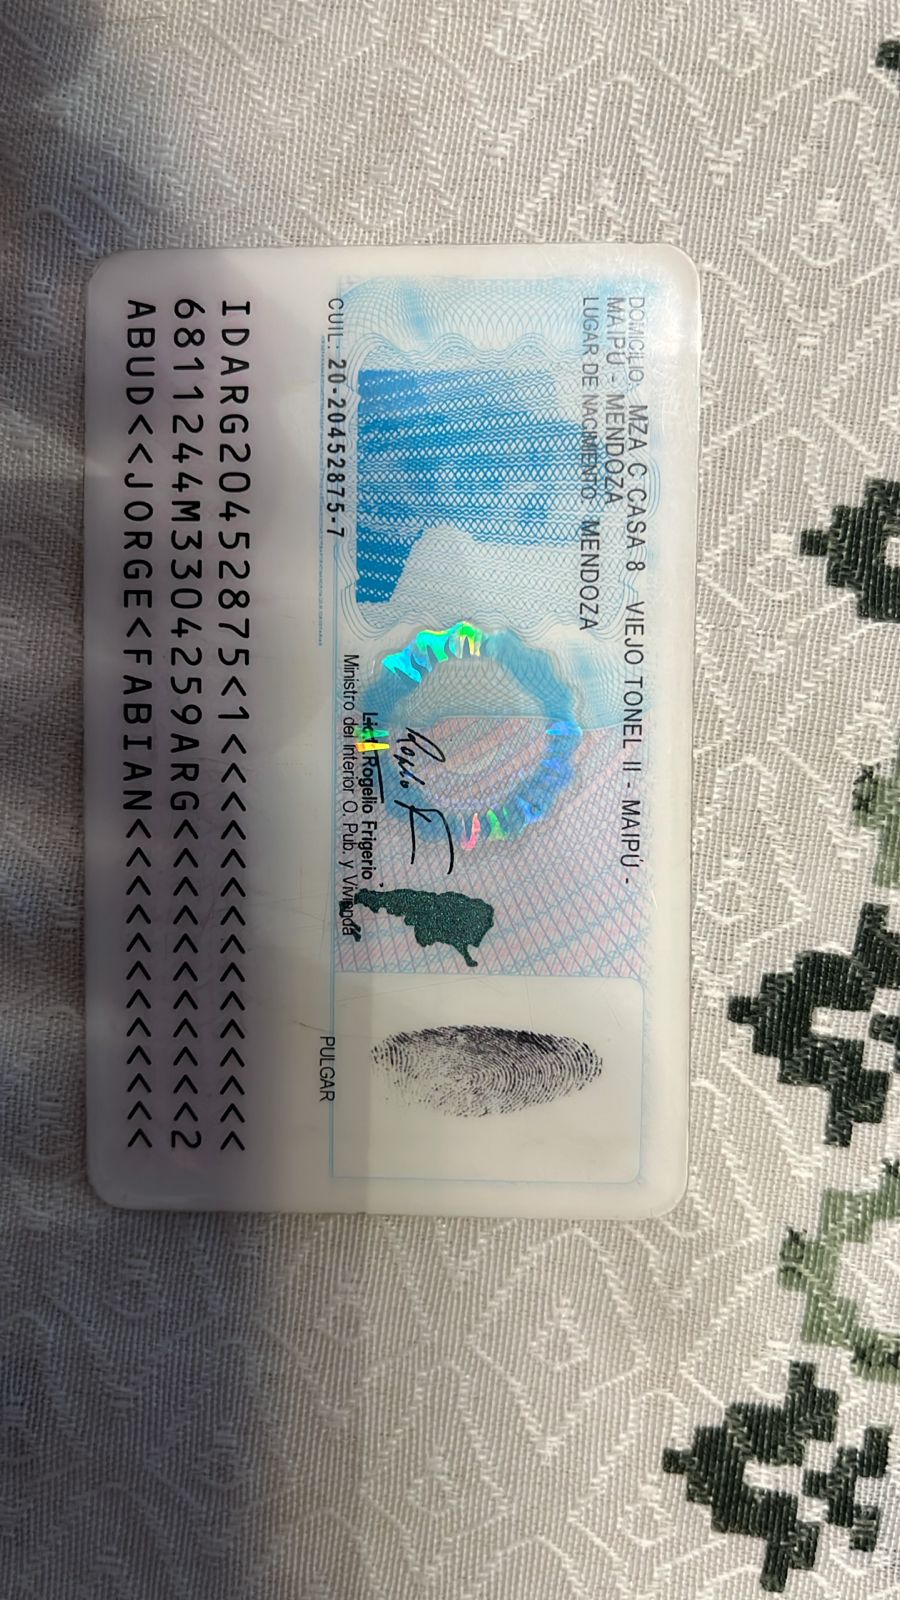 DOMICILIO: MZA C CASA 8 VIEJO TONEL II - MAIPÚ -
MAIPÚ - MENDOZA
LUGAR DE NACIMIENTO: MENDOZA
Lic. Rogelio Frigerio
Ministro del Interior O. Pub. y Vivienda
CUIL: 20-20452875-7
PULGAR
IDARG20452875<1<<<<<<<<<<<<<<<
6811244M3304259ARG<<<<<<<<<<<2
ABUD<<JORGE<FABIAN<<<<<<<<<<<<